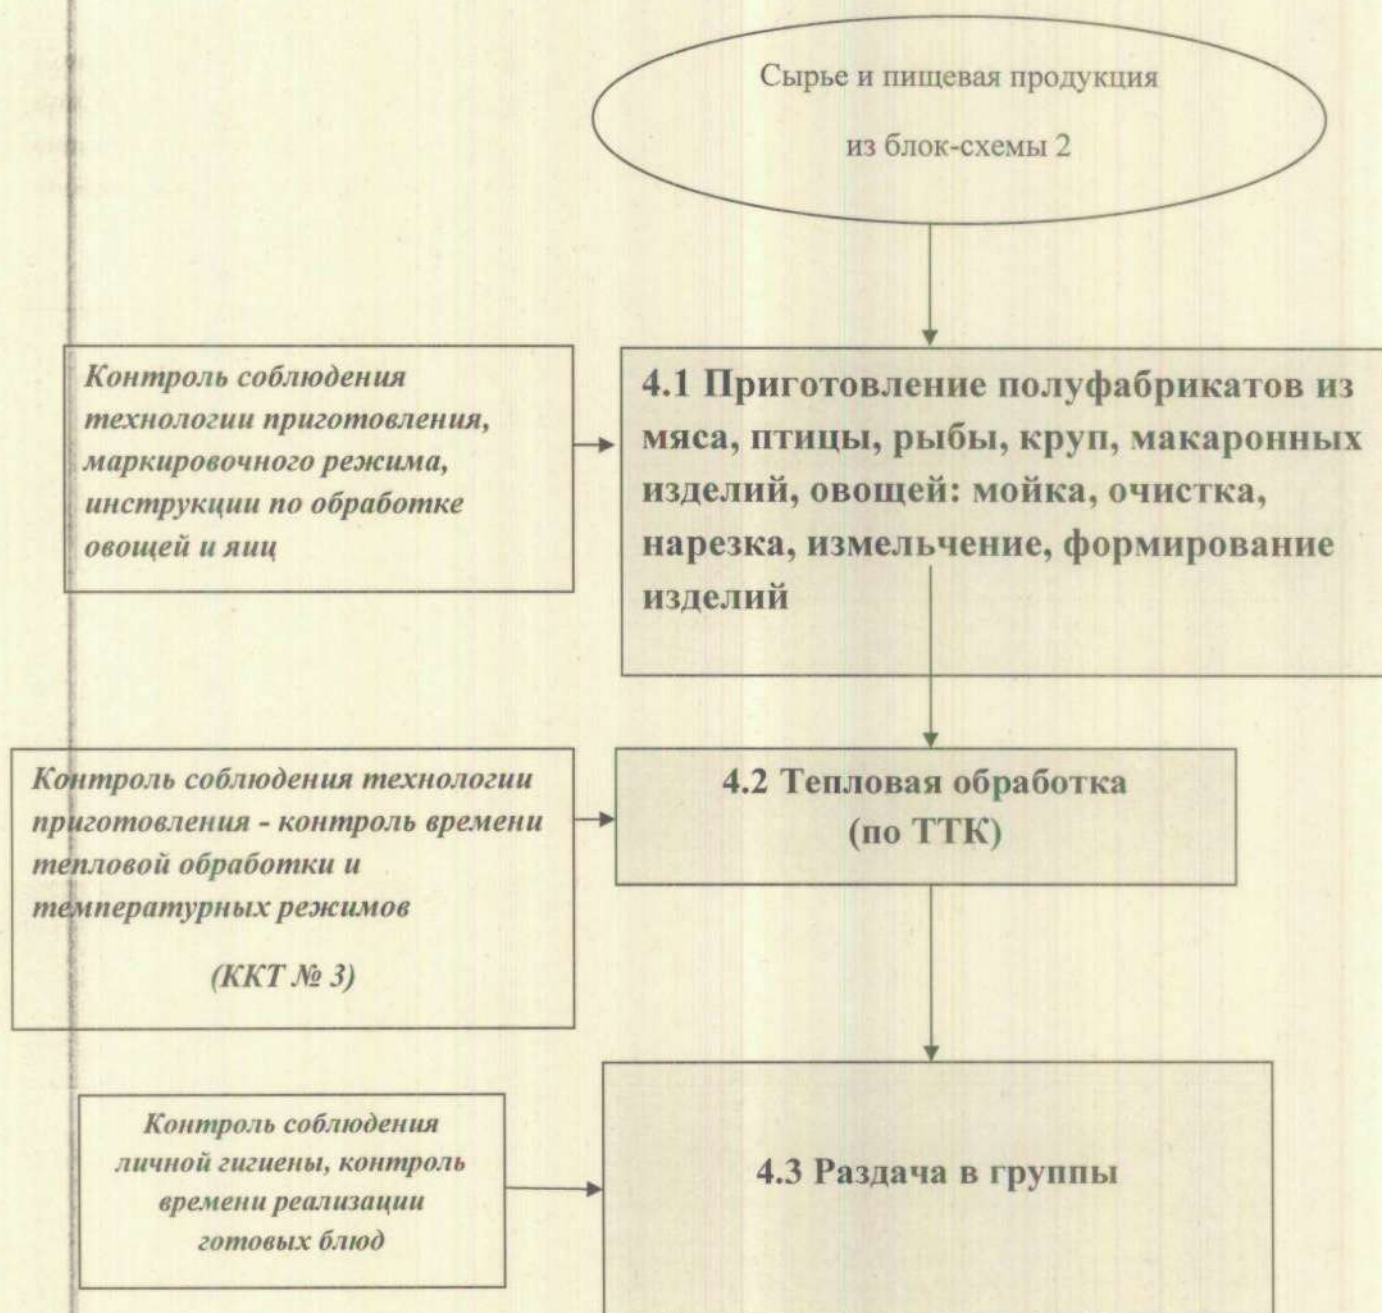 Сырье и пищевая продукция
из блок-схемы 2
Контроль соблюдения
технологии приготовления,
маркировочного режима,
инструкции по обработке
овощей и яиц
4.1 Приготовление полуфабрикатов из
мяса, птицы, рыбы, круп, макаронных
изделий, овощей: мойка, очистка,
нарезка, измельчение, формирование
изделий
Контроль соблюдения технологии
приготовления - контроль времени
тепловой обработки и
температурных режимов
(ККТ № 3)
4.2 Тепловая обработка
(по ТТК)
Контроль соблюдения
личной гигиены, контроль
времени реализации
готовых блюд
4.3 Раздача в группы